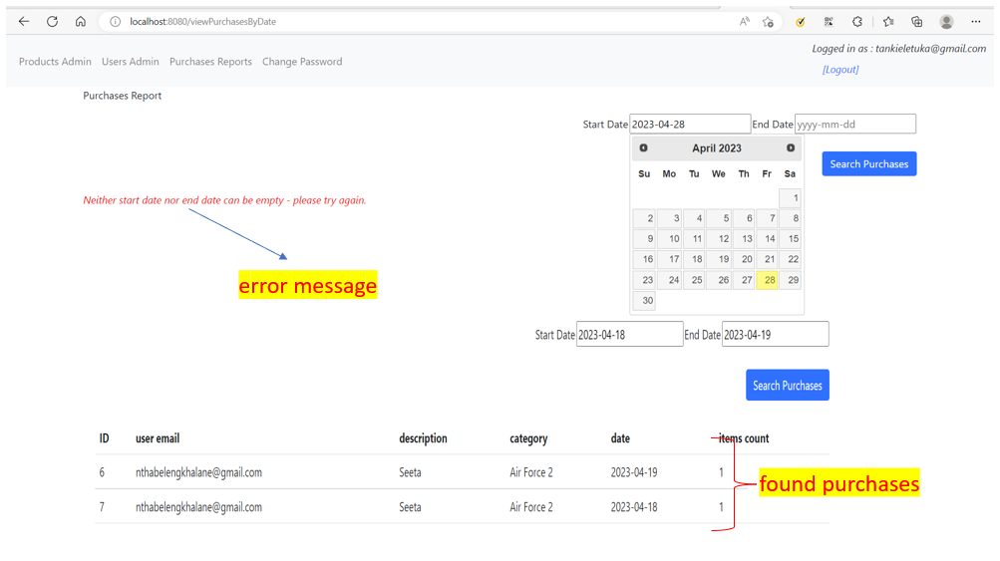 localhost:8080/viewPurchasesByDate
Logged in as : tankieletuka@gmail.com
Products Admin Users Admin Purchases Reports Change Password
[Logout]
Purchases Report
Start Date 2023-04-28 End Date yyyy-mm-dd
April 2023
Search Purchases
Su Mo Tu We Th Fr Sa
1
Neither start date nor end date can be empty - please try again.
2 3 4 5 6 7 8
9 10 11 12 13 14 15
16 17 18 19 20 21 22
23 24 25 26 27 28 29
error message
30
Start Date 2023-04-18 End Date 2023-04-19
Search Purchases
ID user email description category date items count
6 nthabelengkhalane@gmail.com Seeta Air Force 2 2023-04-19 1
found purchases
7 nthabelengkhalane@gmail.com Seeta Air Force 2 2023-04-18 1